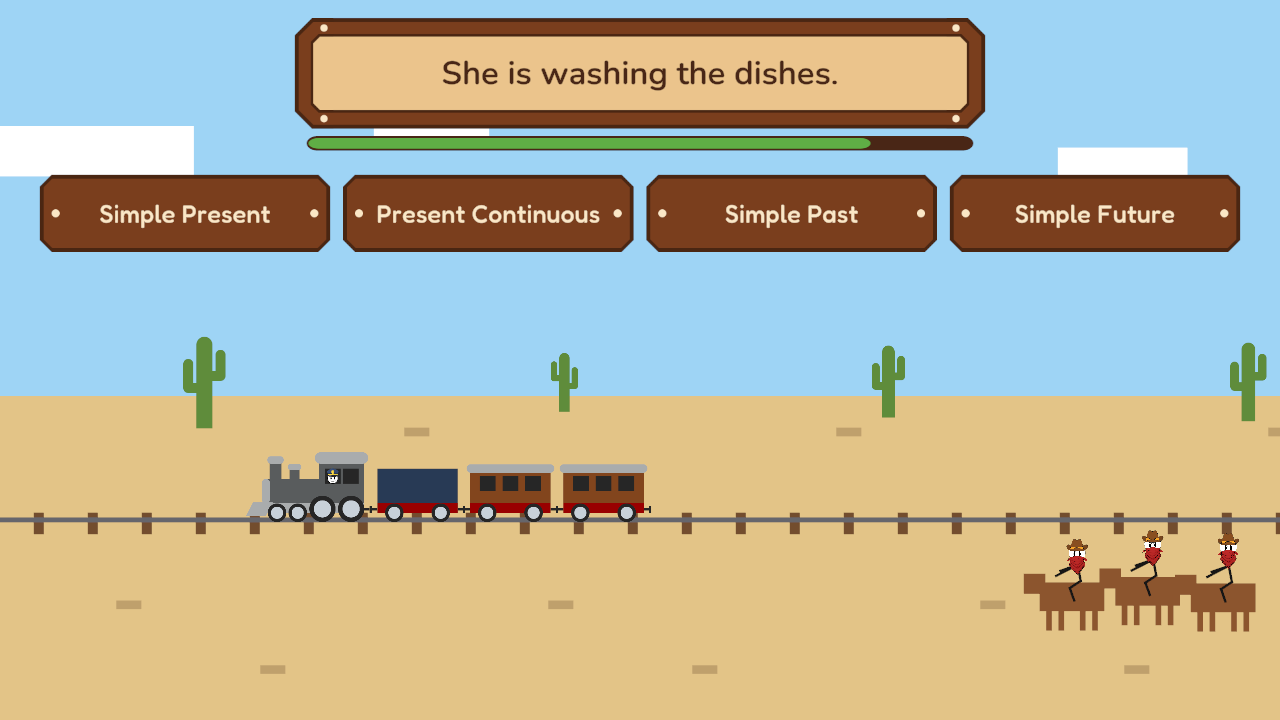 She is washing the dishes.
Simple Present
Present Continuous
Simple Past
Simple Future